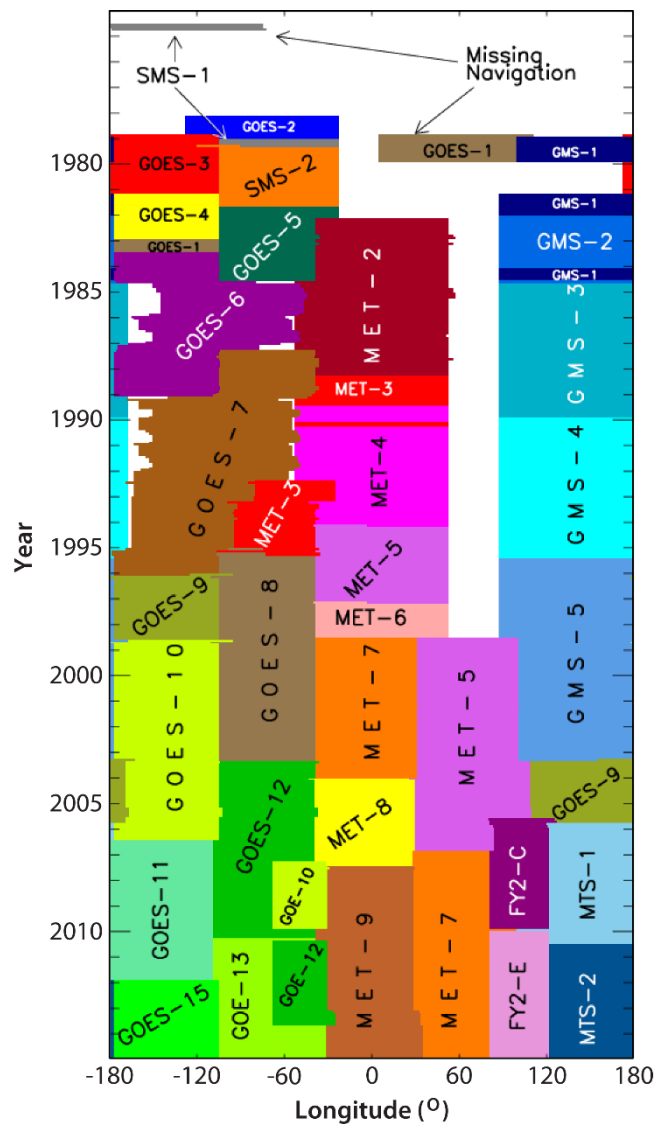 Missing
Navigation
SMS-1
GOES-2
GOES-1
GMS-1
GOES-3
SMS-2
GOES-4
GMS-1
GOES-5
GMS-2
GOES-1
MET-2
GMS-1
GOES-6
GMS-3
MET-3
GOES-7
MET-4
GMS-4
MET-3
MET-5
GOES-9
GOES-8
MET-6
GMS-5
GOES-10
MET-7
MET-5
GOES-12
MET-8
GOES-9
GOES-11
GOE-10
FY2-C
MTS-1
GOE-13
GOE-12
MET-9
MET-7
FY2-E
MTS-2
GOES-15
1980
1985
1990
1995
2000
2005
2010
Year
-180 -120 -60 0 60 120 180
Longitude (O)